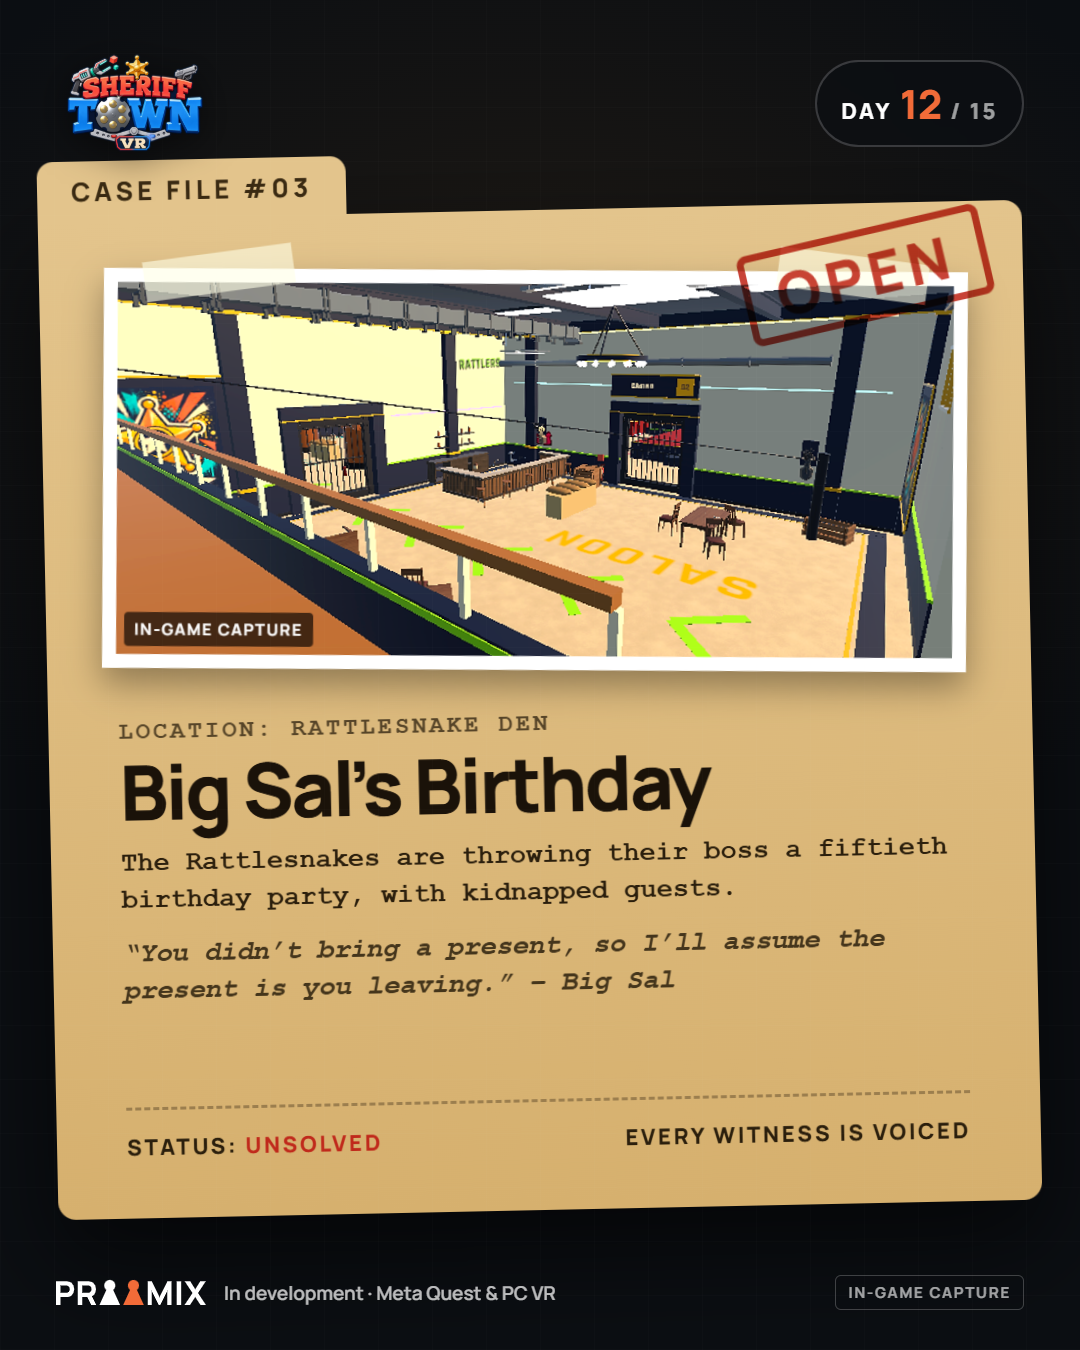 SHERIFF
TOWN
VR
DAY 12 / 15
CASE FILE #03
OPEN
RATTLERS
CASINO
02
SALOON
IN-GAME CAPTURE
LOCATION: RATTLESNAKE DEN
Big Sal’s Birthday
The Rattlesnakes are throwing their boss a fiftieth
birthday party, with kidnapped guests.
“You didn’t bring a present, so I’ll assume the
present is you leaving.” — Big Sal
STATUS: UNSOLVED
EVERY WITNESS IS VOICED
PRAAMIX
In development · Meta Quest & PC VR
IN-GAME CAPTURE